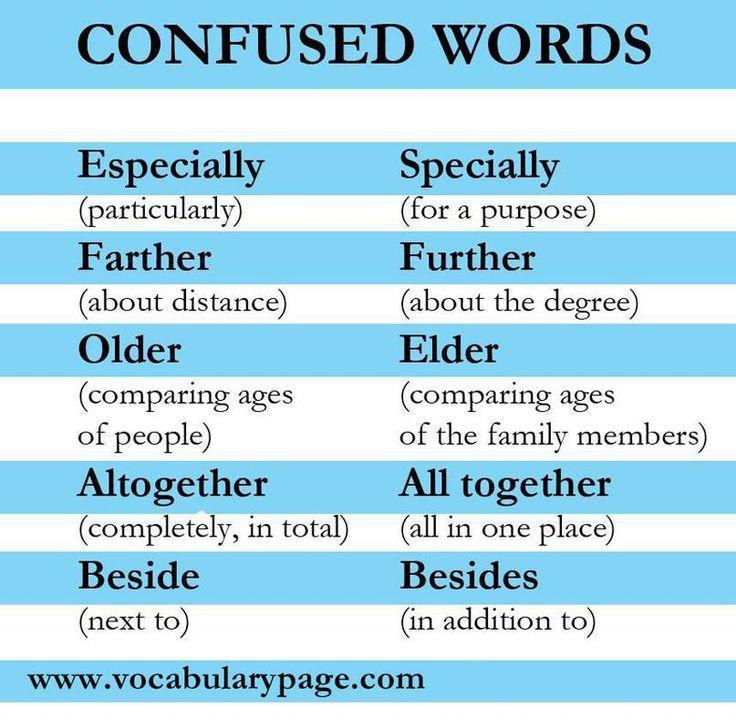 CONFUSED WORDS
Especially Specially
(particularly) (for a purpose)
Farther Further
(about distance) (about the degree)
Older Elder
(comparing ages (comparing ages
of people) of the family members)
Altogether All together
(completely, in total) (all in one place)
Beside Besides
(next to) (in addition to)
www.vocabularypage.com